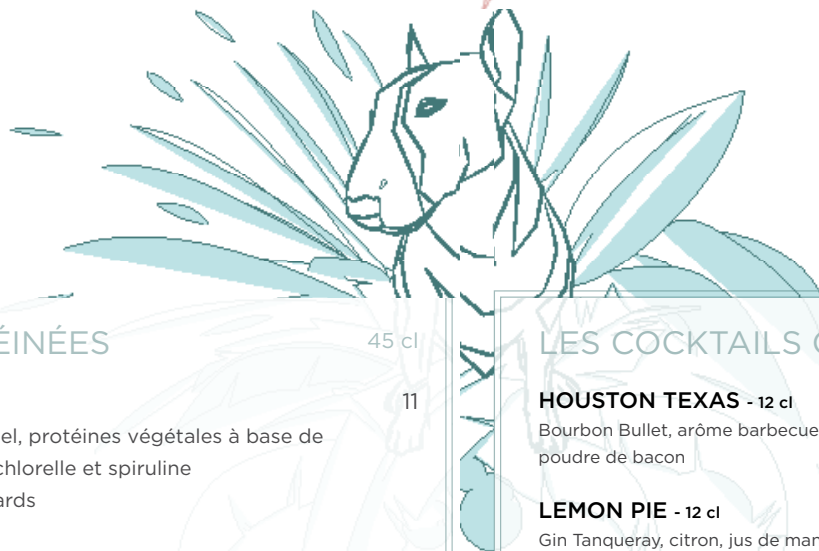 ÉINÉES 45 cl
11
el, protéines végétales à base de
chlorelle et spiruline
ards
LES COCKTAILS
HOUSTON TEXAS - 12 cl
Bourbon Bullet, arôme barbecue
poudre de bacon
LEMON PIE - 12 cl
Gin Tanqueray, citron, jus de